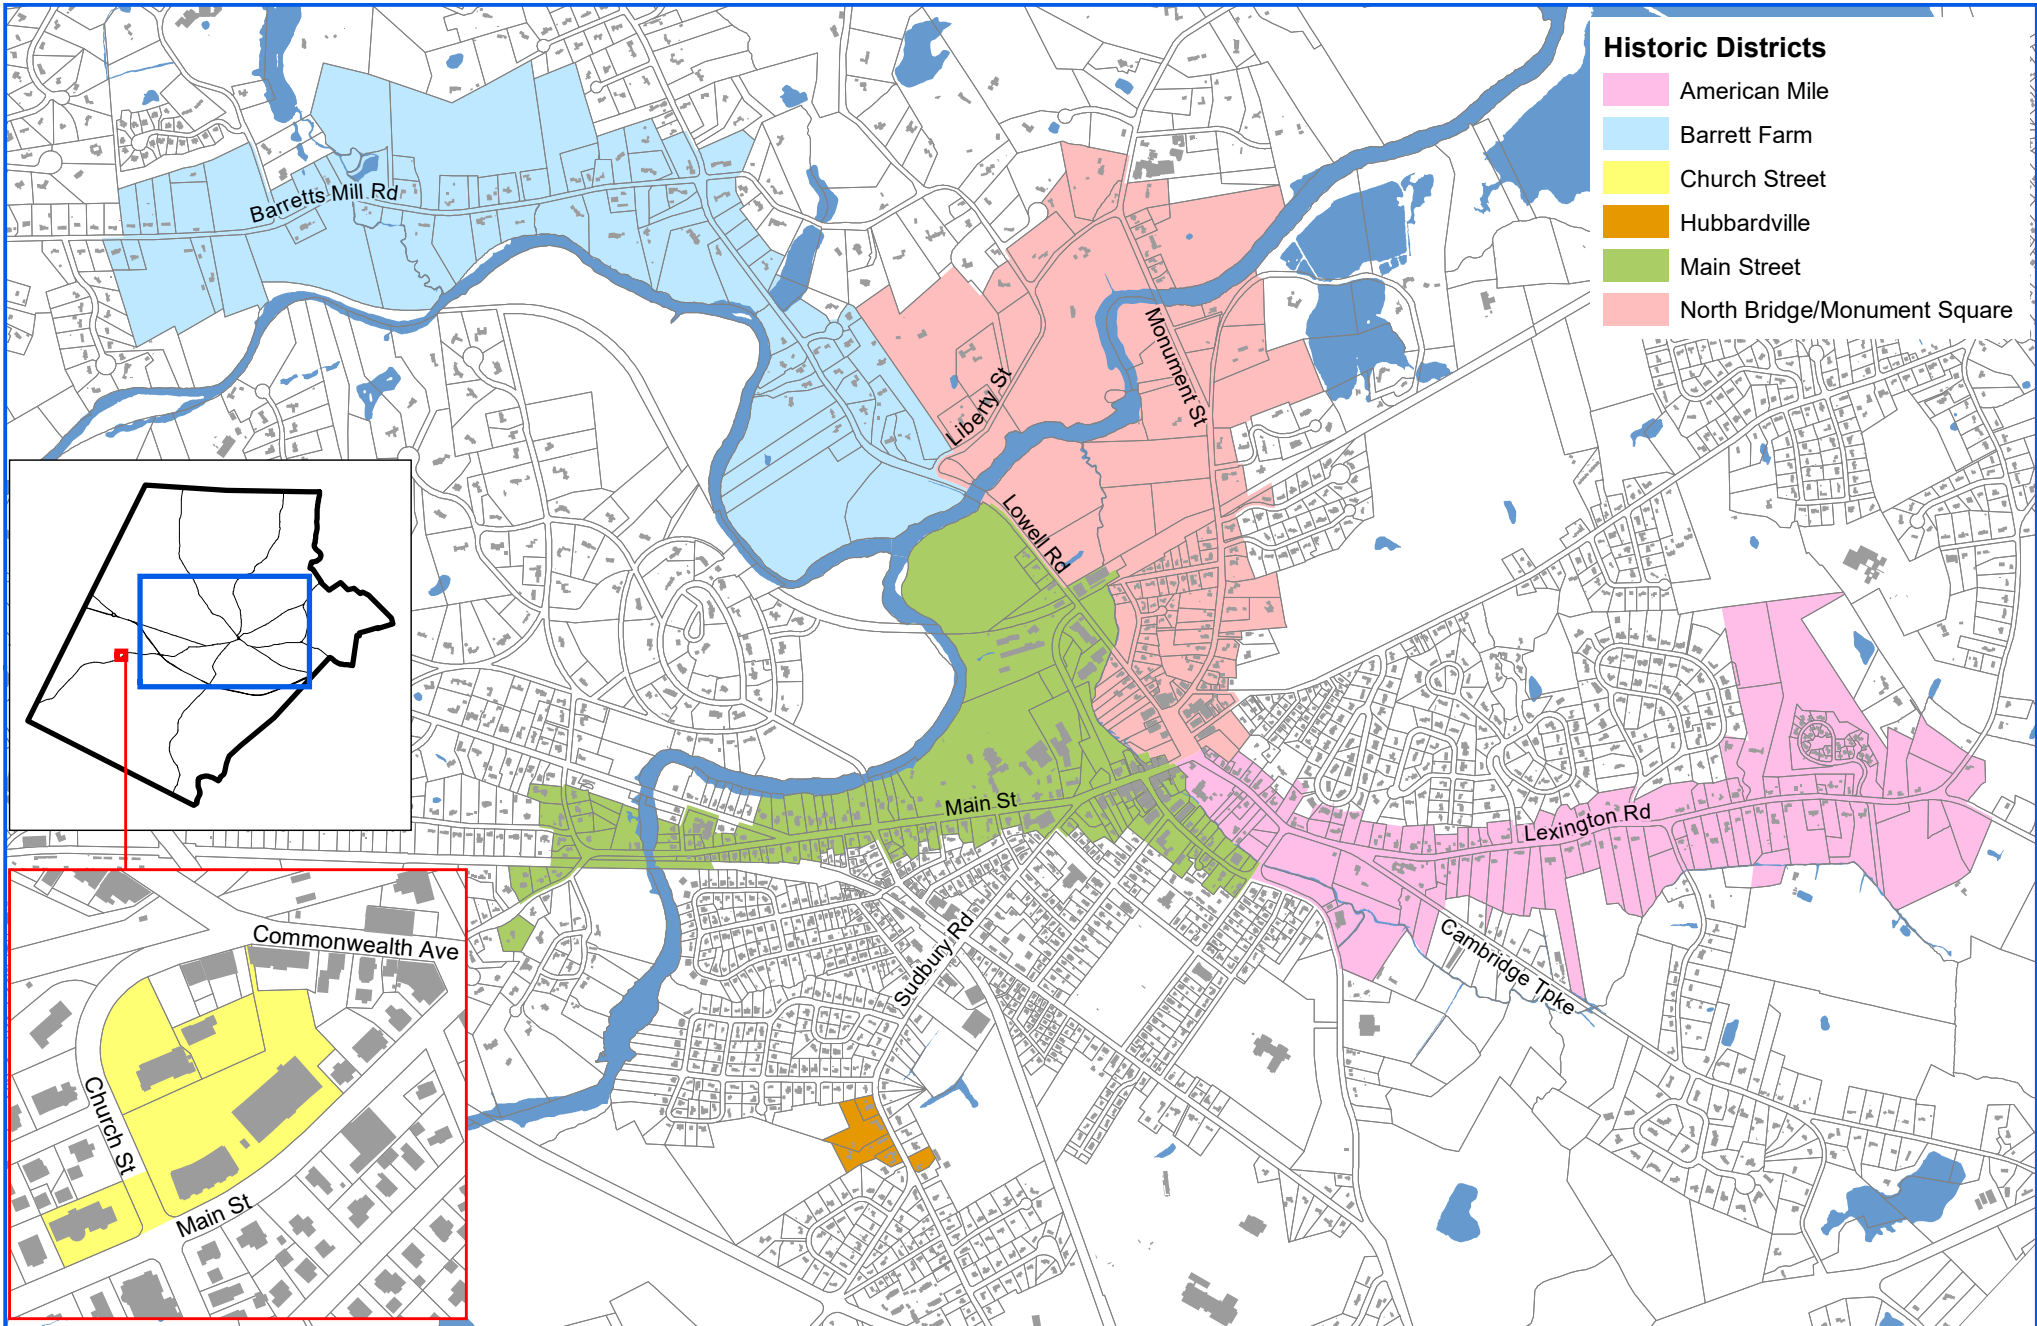 Historic Districts
American Mile
Barrett Farm
Church Street
Hubbardville
Main Street
North Bridge/Monument Square
Barretts Mill Rd
Monument St
Liberty St
Lowell Rd
Main St
Lexington Rd
Sudbury Rd
Cambridge Tpke
Commonwealth Ave
Church St
Main St